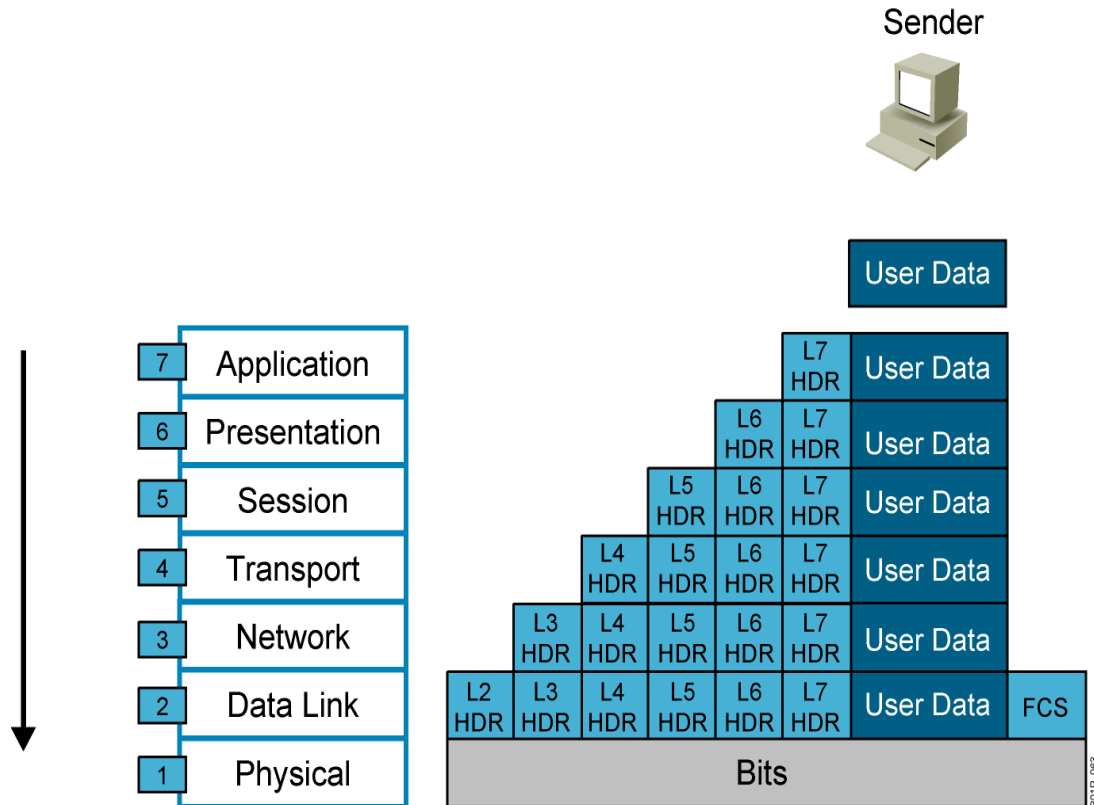 Sender
User Data
7 Application L7 HDR User Data
6 Presentation L6 HDR L7 HDR User Data
5 Session L5 HDR L6 HDR L7 HDR User Data
4 Transport L4 HDR L5 HDR L6 HDR L7 HDR User Data
3 Network L3 HDR L4 HDR L5 HDR L6 HDR L7 HDR User Data
2 Data Link L2 HDR L3 HDR L4 HDR L5 HDR L6 HDR L7 HDR User Data FCS
1 Physical Bits